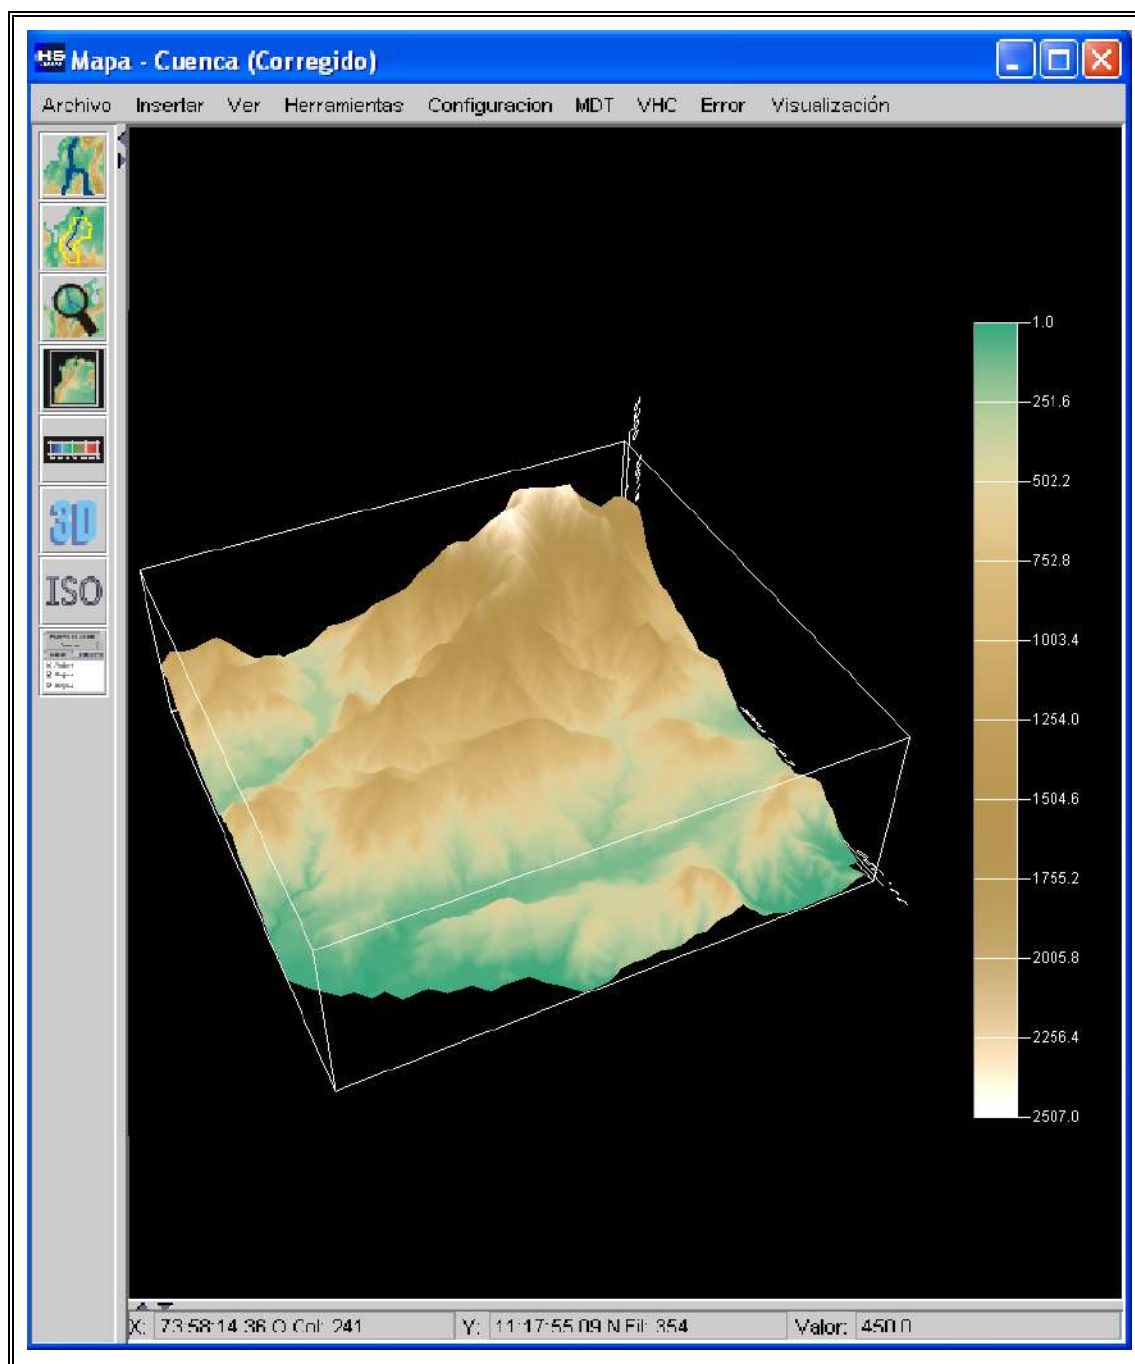 Mapa - Cuenca (Corregido)
Archivo Insertar Ver Herramientas Configuracion MDT VHC Error Visualización
3D
ISO
1.0
251.6
502.2
752.8
1003.4
1254.0
1504.6
1755.2
2005.8
2256.4
2507.0
X: 73:58:14.36 O Col: 241 Y: 11:17:55.09 N Fil: 354 Valor: 450.0